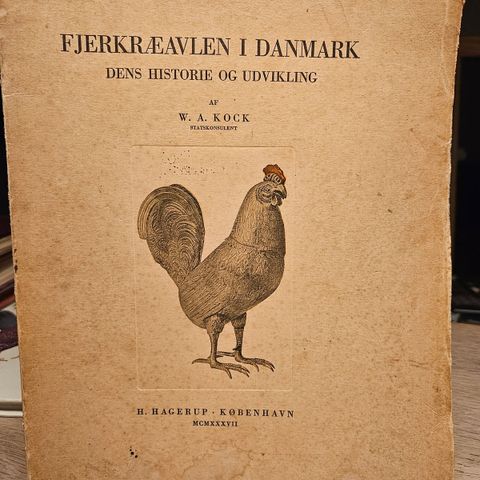 FJERKRÆAVLEN I DANMARK
DENS HISTORIE OG UDVIKLING
AF
W. A. KOCK
STATSKONSULENT
H. HAGERUP · KØBENHAVN
MCMXXXVII